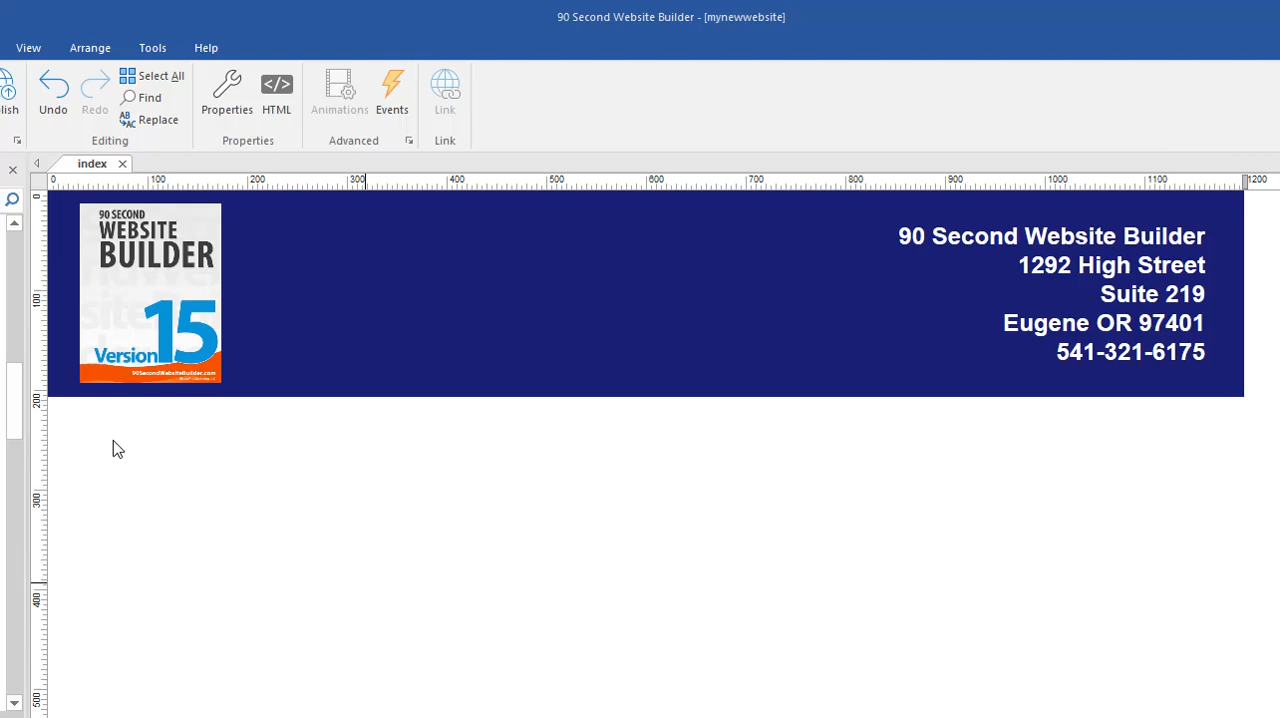 90 Second Website Builder - [mynewwebsite]
View Arrange Tools Help
Select All
Find
Replace
lish Undo Redo Properties HTML Animations Events Link
Editing Properties Advanced Link
index
0 100 200 300 400 500 600 700 800 900 1000 1100 1200
0
100
200
300
400
500
90 SECOND
WEBSITE
BUILDER
Version 15
90SecondWebsiteBuilder.com
90 Second Website Builder
1292 High Street
Suite 219
Eugene OR 97401
541-321-6175